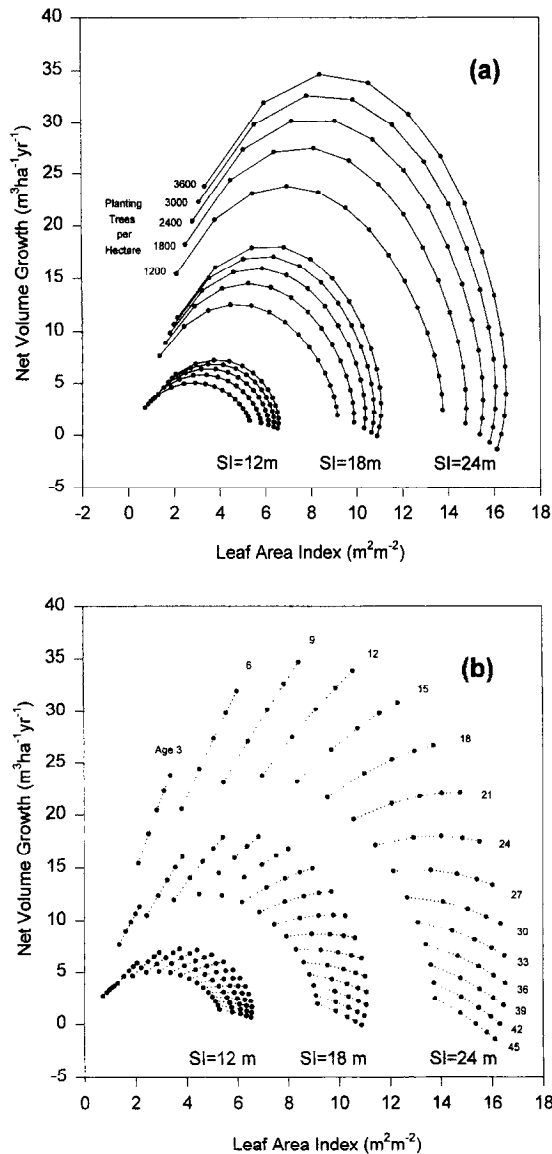 (a)
40
35
30
25
20
15
10
5
0
-5
Net Volume Growth (m³ha⁻¹yr⁻¹)
3600
3000
2400
1800
1200
Planting
Trees
per
Hectare
SI=12m
SI=18m
SI=24m
-2 0 2 4 6 8 10 12 14 16 18
Leaf Area Index (m²m⁻²)
(b)
40
35
30
25
20
15
10
5
0
-5
Net Volume Growth (m³ha⁻¹yr⁻¹)
Age 3
6
9
12
15
18
21
24
27
30
33
36
39
42
45
SI=12 m
SI=18 m
SI=24 m
0 2 4 6 8 10 12 14 16 18
Leaf Area Index (m²m⁻²)